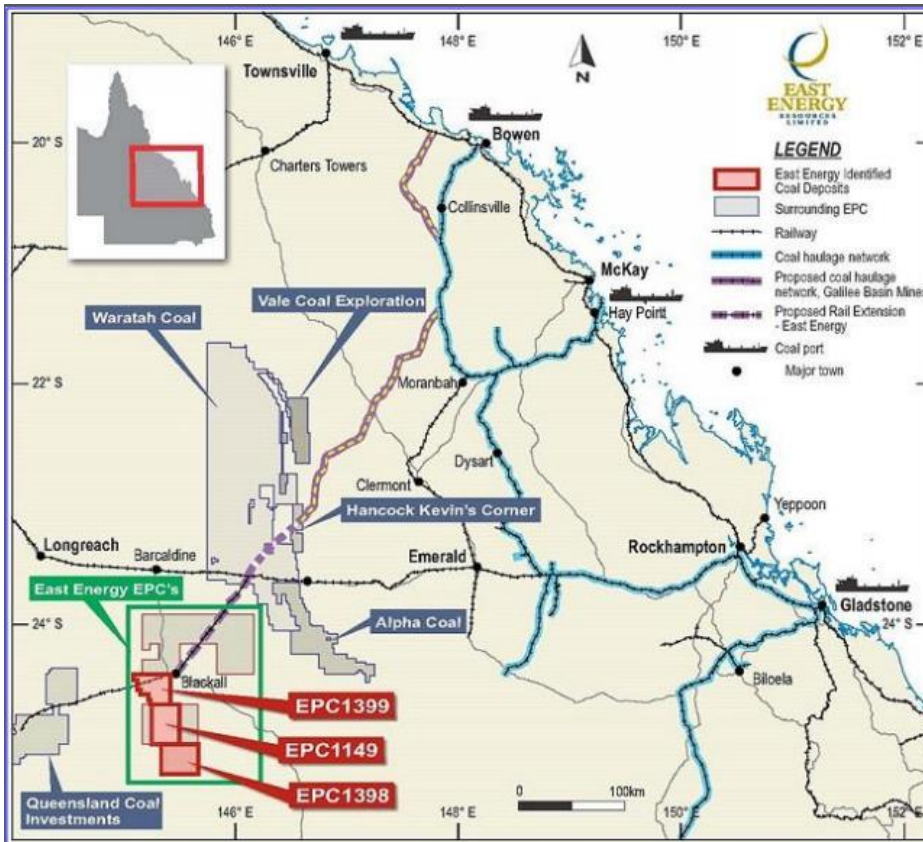 146° E
148° E
150° E
152° E
Townsville
N
EAST
ENERGY
RESOURCES
LIMITED
20° S
Bowen
Charters Towers
LEGEND
East Energy Identified
Coal Deposits
Surrounding EPC
Railway
Coal haulage network
Proposed coal haulage
network, Galilee Basin Mines
Proposed Rail Extension
- East Energy
Coal port
Major town
Collinsville
McKay
Hay Point
Vale Coal Exploration
Waratah Coal
22° S
22° S
Moranbah
Dysart
Clermont
Hancock Kevin's Corner
Yeppoon
Longreach
Barcaldine
Emerald
Rockhampton
East Energy EPC's
Gladstone
24° S
24° S
Alpha Coal
Blackall
Biloela
EPC1399
EPC1149
EPC1398
Queensland Coal
Investments
0
100km
146° E
148° E
150° E
152° E